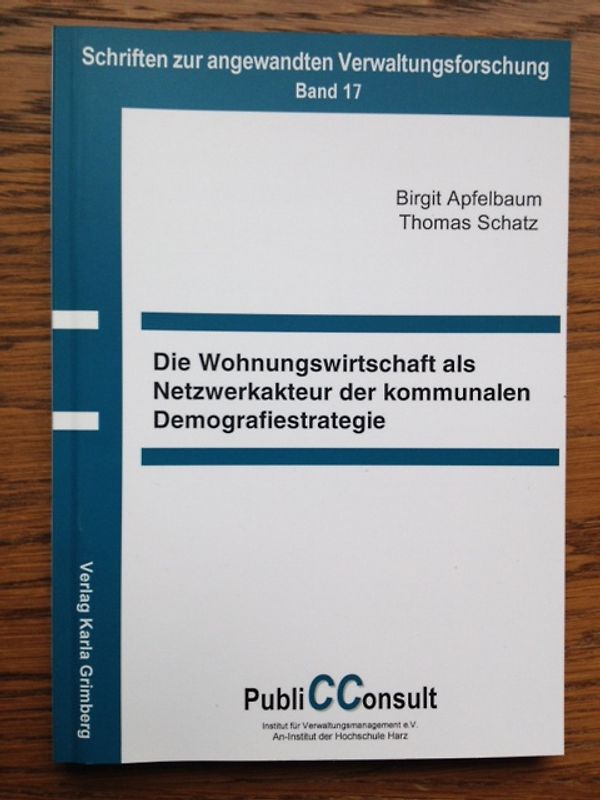 Schriften zur angewandten Verwaltungsforschung
Band 17
Birgit Apfelbaum
Thomas Schatz
Die Wohnungswirtschaft als
Netzwerkakteur der kommunalen
Demografiestrategie
Verlag Karla Grimberg
PubliCConsult
Institut für Verwaltungsmanagement e.V.
An-Institut der Hochschule Harz